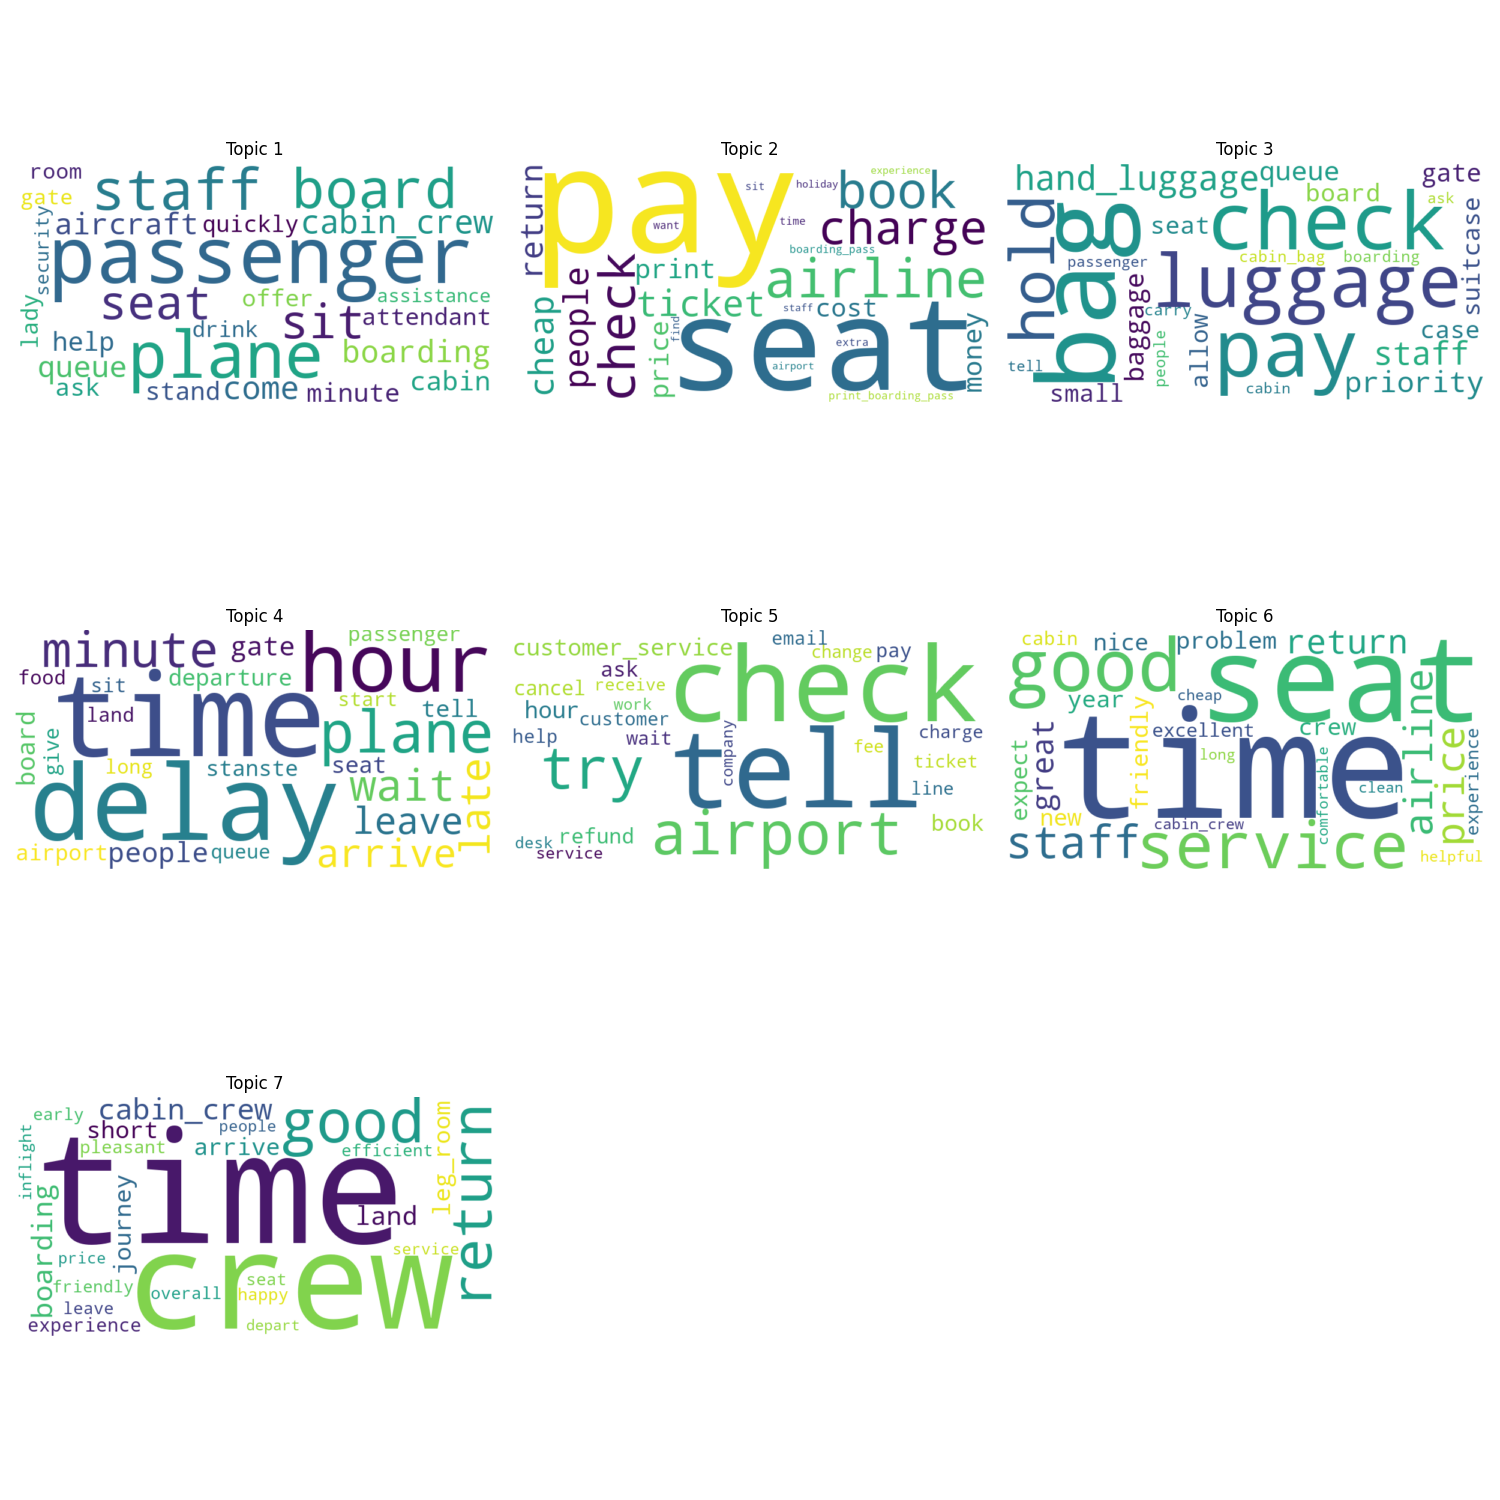 Topic 1
room
staff board
gate
aircraft quickly cabin_crew
security
passenger
seat offer assistance
lady
sit attendant
help drink
plane boarding
queue
ask stand come minute cabin
Topic 2
return pay sit holiday experience
book
want time charge
boarding_pass
people check print airline
cheap ticket staff cost
price find seat extra money
airport
print_boarding_pass
Topic 3
hand_luggage queue gate
board ask
hold bag seat check suitcase
passenger cabin_bag boarding
luggage
baggage carry
case
tell people allow pay staff
small cabin priority
Topic 4
minute gate hour passenger
food sit departure
time start
land tell
board give plane
long stanste seat
delay wait late
leave
airport people queue arrive
Topic 5
customer_service email
ask check change pay
cancel receive
work
hour customer
help wait company tell charge
fee
try ticket
line
desk refund airport book
service
Topic 6
cabin nice problem return
good seat
year cheap
great friendly excellent crew airline
expect time long price experience
comfortable clean
new cabin_crew
staff service helpful
Topic 7
early cabin_crew good
short people leg_room return
pleasant arrive efficient
inflight time
boarding journey land
price crew service
friendly overall seat
happy
leave
experience depart